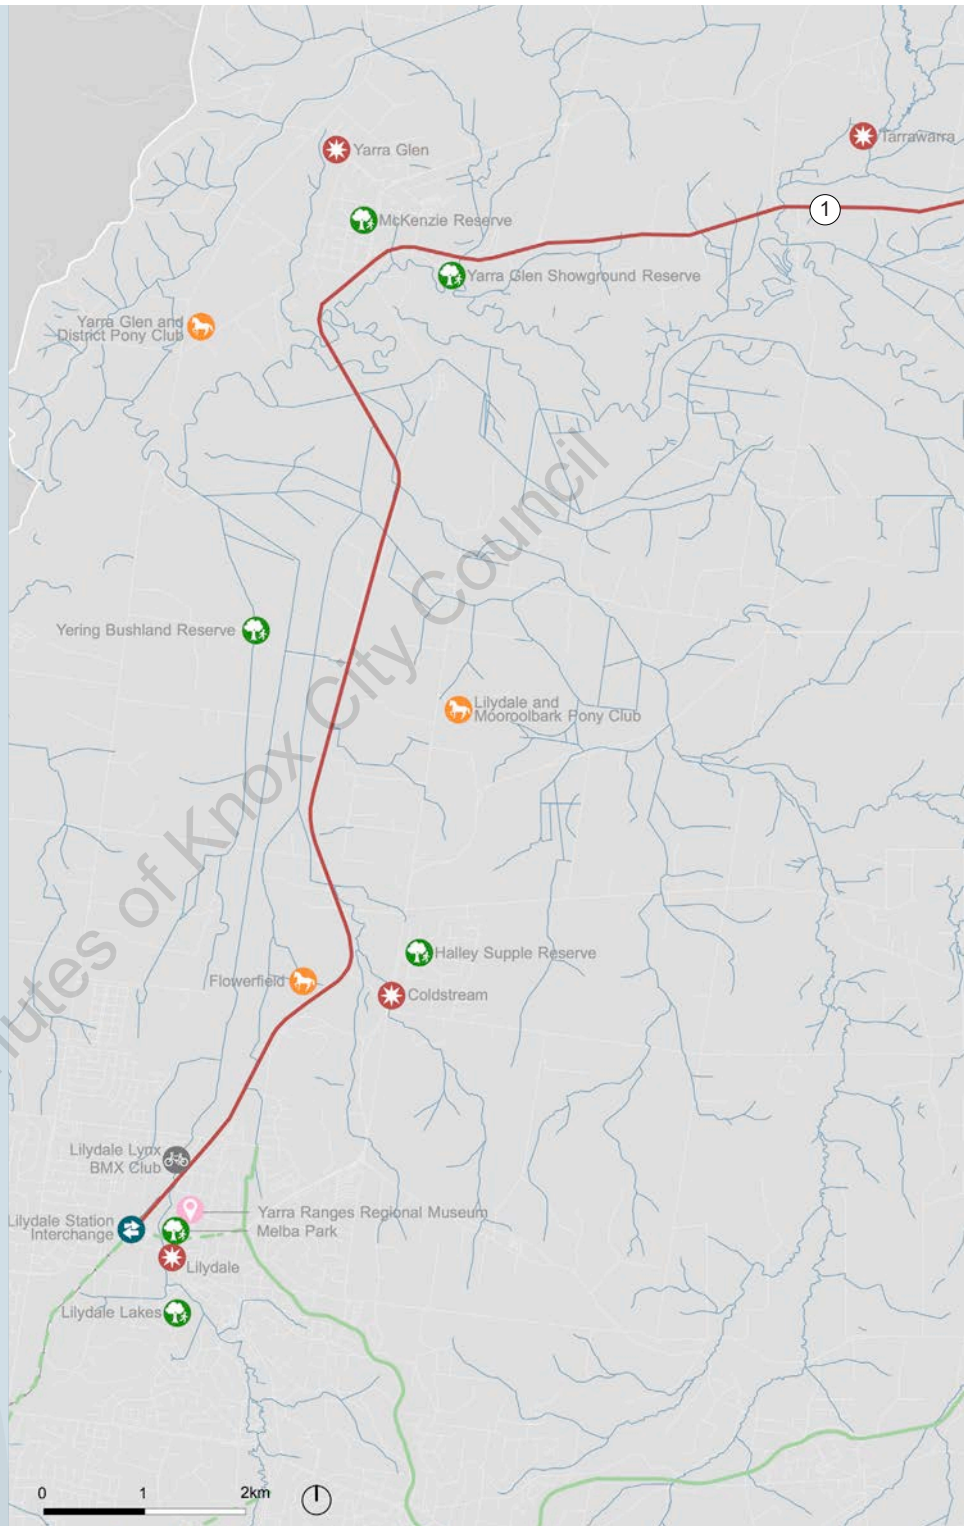 Yarra Glen
Tarrawarra
McKenzie Reserve
1
Yarra Glen Showground Reserve
Yarra Glen and
District Pony Club
Yering Bushland Reserve
Lilydale and
Mooroolbark Pony Club
Halley Supple Reserve
Flowerfield
Coldstream
Lilydale Lynx
BMX Club
Yarra Ranges Regional Museum
Lilydale Station
Interchange
Melba Park
Lilydale
Lilydale Lakes
0 1 2km
of Knox City Council